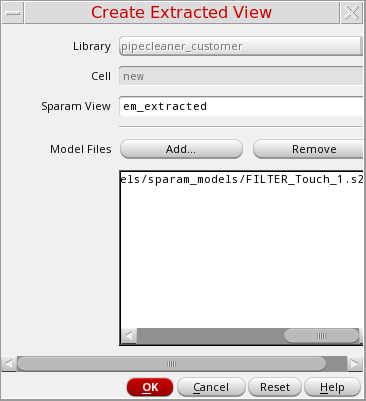 Create Extracted View
Library pipecleaner_customer
Cell new
Sparam View em_extracted
Model Files Add... Remove
els/sparam_models/FILTER_Touch_1.s2
OK Cancel Reset Help